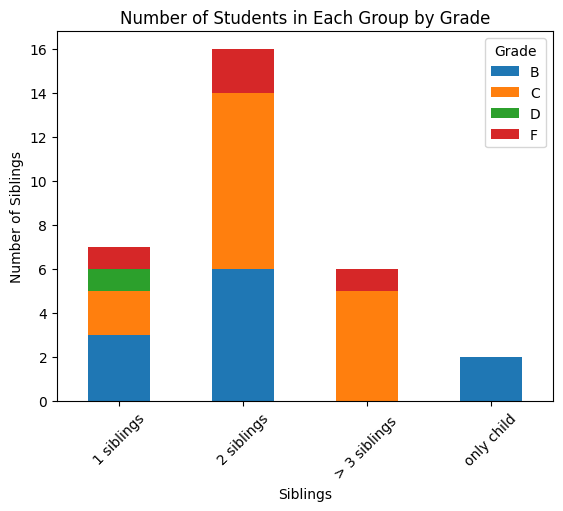 Number of Students in Each Group by Grade
Number of Siblings
16
14
12
10
8
6
4
2
0
Grade
B
C
D
F
1 siblings
2 siblings
> 3 siblings
only child
Siblings